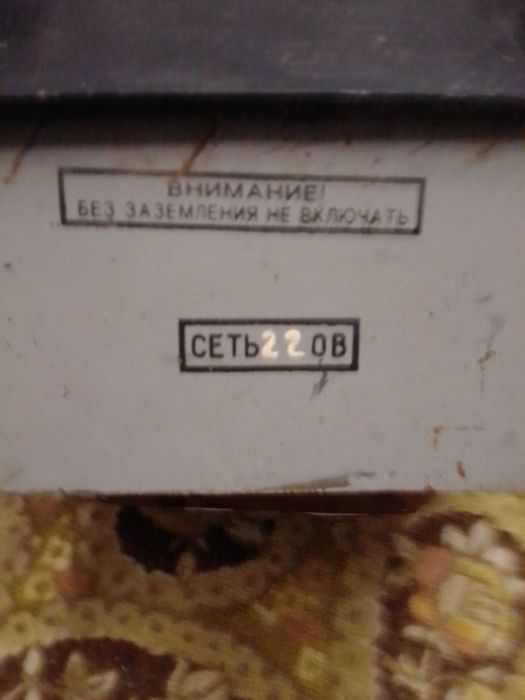 ВНИМАНИЕ!
БЕЗ ЗАЗЕМЛЕНИЯ НЕ ВКЛЮЧАТЬ
СЕТЬ 220В